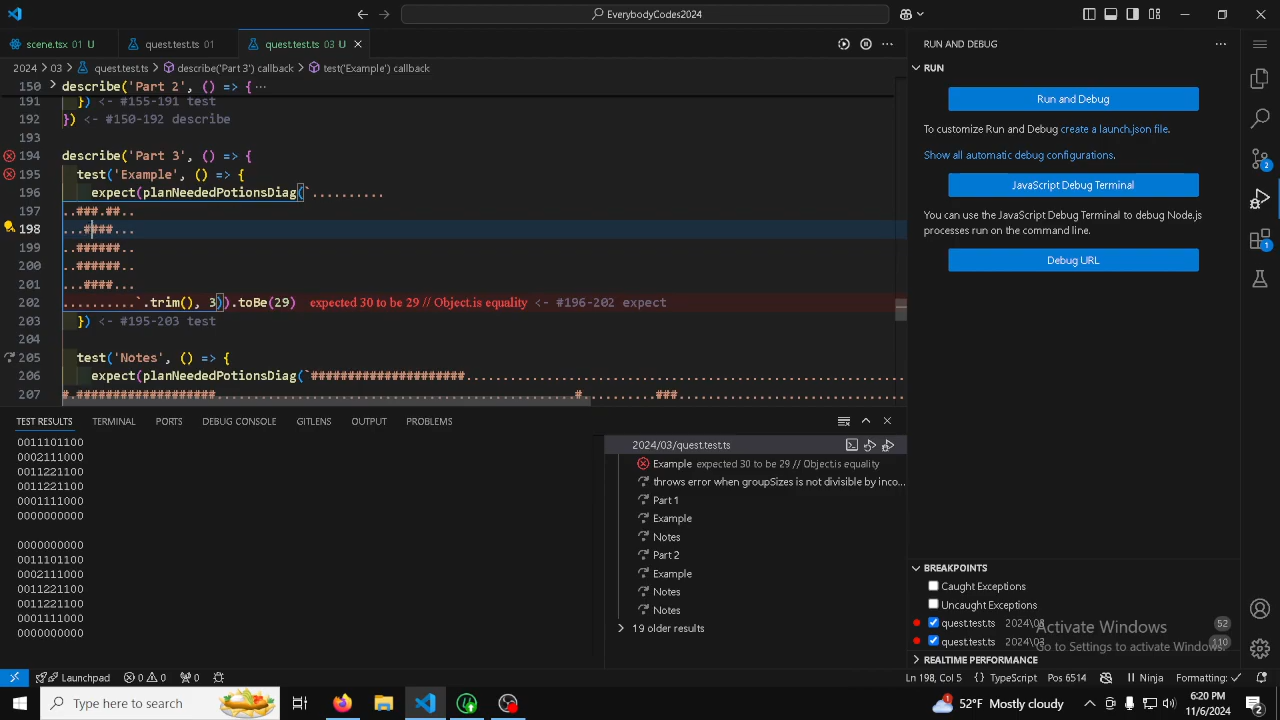 EverybodyCodes2024
scene.tsx 01 U
quest.test.ts 01
quest.test.ts 03 U
2024 > 03 > quest.test.ts > describe('Part 3') callback > test('Example') callback
RUN AND DEBUG
RUN
Run and Debug
To customize Run and Debug create a launch.json file.
Show all automatic debug configurations.
JavaScript Debug Terminal
You can use the JavaScript Debug Terminal to debug Node.js
processes run on the command line.
Debug URL
150 describe('Part 2', () => { ...
191 }) <- #155-191 test
192 }) <- #150-192 describe
193
194 describe('Part 3', () => {
195 test('Example', () => {
196 expect(planNeededPotionsDiag(`..........
197 ..###.##..
198 ...####...
199 ..######..
200 ..######..
201 ...####...
202 ..........`.trim(), 3)).toBe(29) expected 30 to be 29 // Object.is equality <- #196-202 expect
203 }) <- #195-203 test
204
205 test('Notes', () => {
206
207
TEST RESULTS TERMINAL PORTS DEBUG CONSOLE GITLENS OUTPUT PROBLEMS
0011101100
0002111000
0011221100
0011221100
0001111000
0000000000
0000000000
0011101100
0002111000
0011221100
0011221100
0001111000
0000000000
2024/03/quest.test.ts
Example expected 30 to be 29 // Object.is equality
throws error when groupSizes is not divisible by inco...
Part 1
Example
Notes
Part 2
Example
Notes
Notes
19 older results
BREAKPOINTS
Caught Exceptions
Uncaught Exceptions
quest.test.ts 52
quest.test.ts 110
REALTIME PERFORMANCE
Activate Windows
Go to Settings to activate Windows.
Launchpad 0 0 0
Ln 198, Col 5 {} TypeScript Pos 6514 Ninja Formatting: ✓
Type here to search
52°F Mostly cloudy
6:20 PM
11/6/2024
2